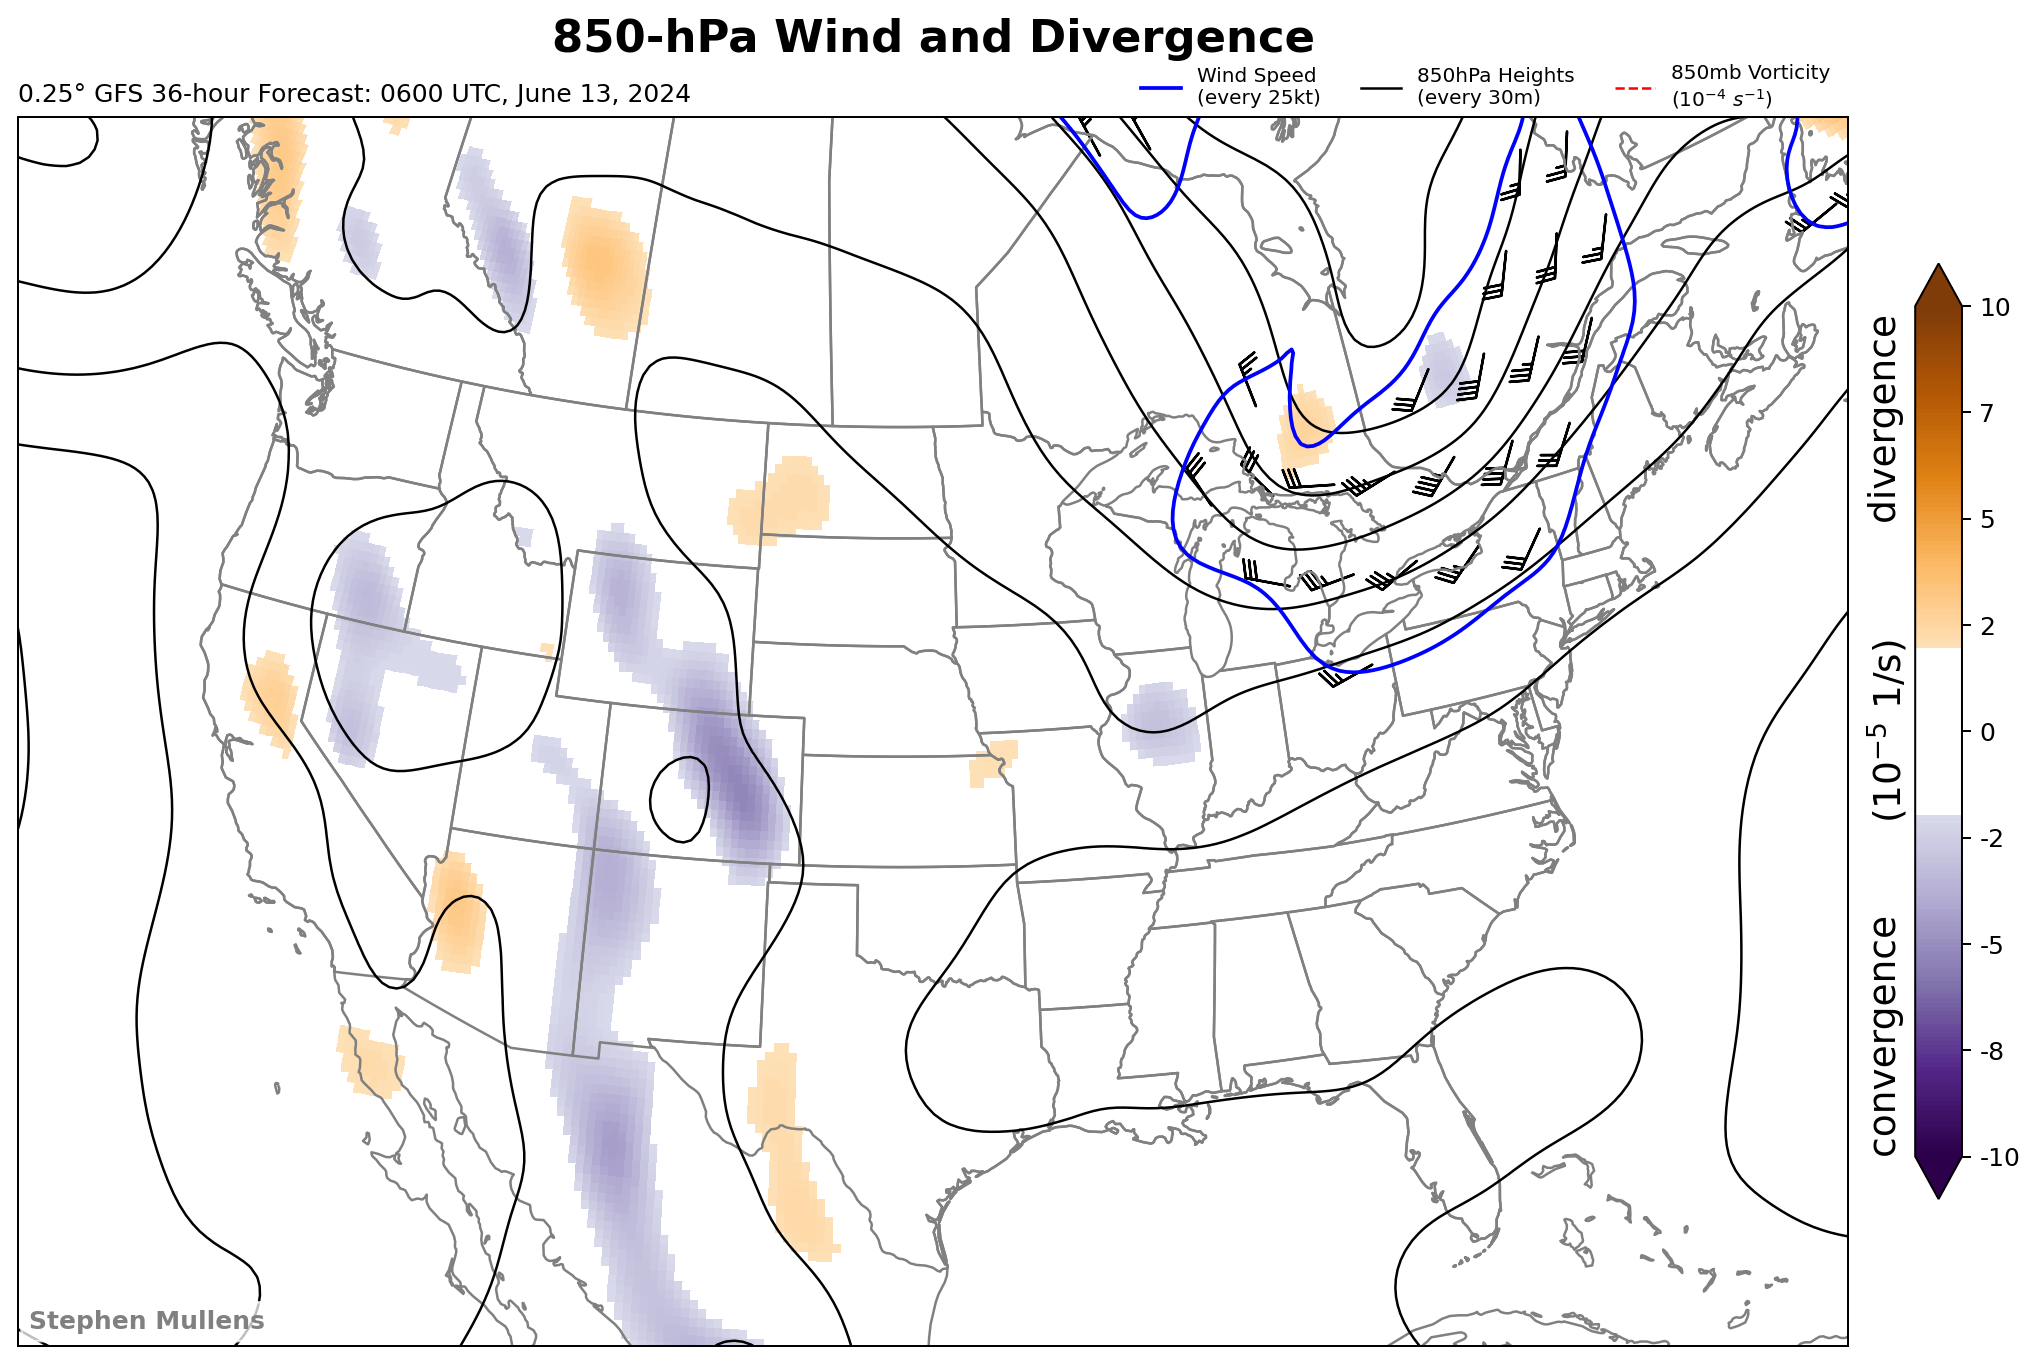 850-hPa Wind and Divergence
0.25° GFS 36-hour Forecast: 0600 UTC, June 13, 2024
Wind Speed
(every 25kt)
850hPa Heights
(every 30m)
850mb Vorticity
(10⁻⁴ s⁻¹)
convergence (10⁻⁵ 1/s) divergence
10
7
5
2
0
-2
-5
-8
-10
Stephen Mullens